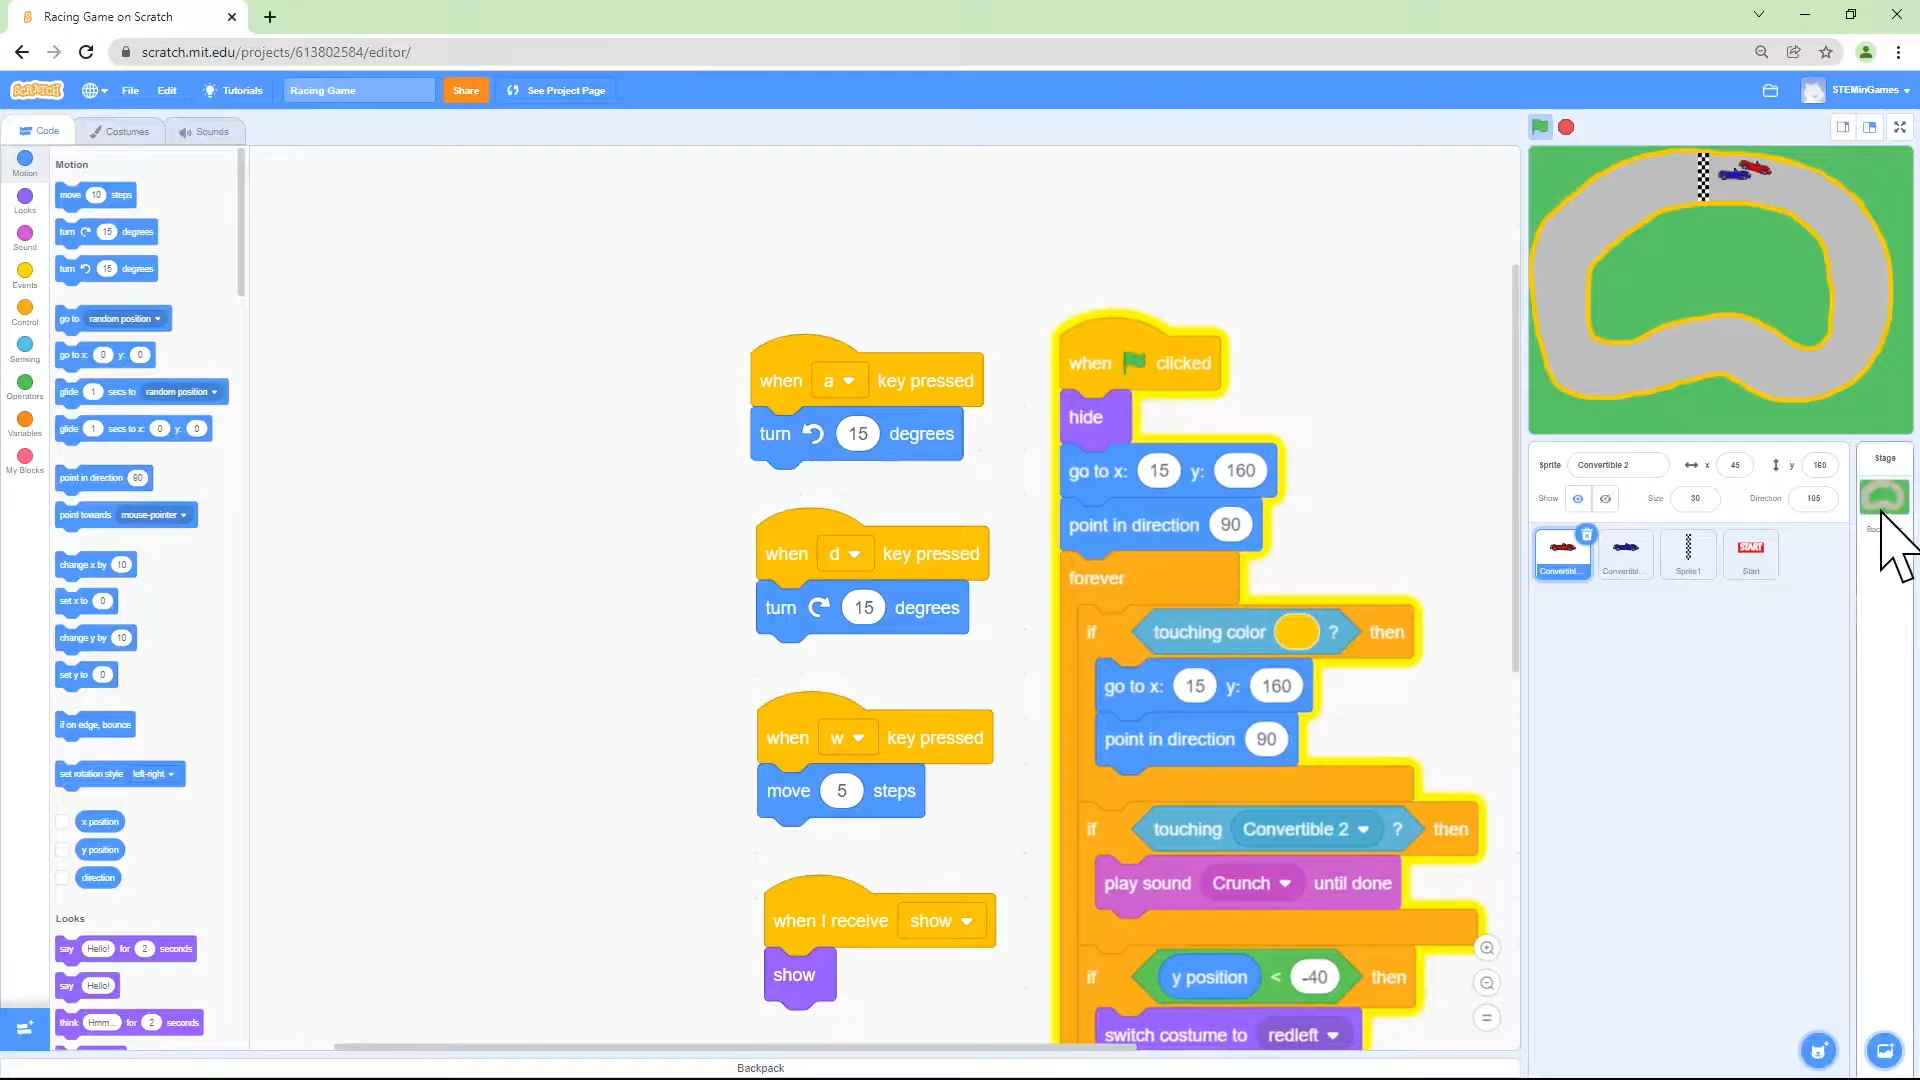 Racing Game on Scratch
scratch.mit.edu/projects/613802584/editor/
SCRATCH File Edit Tutorials Racing Game Share See Project Page STEMinGames
Code Costumes Sounds
Motion
Looks
Sound
Events
Control
Sensing
Operators
Variables
My Blocks
Motion
move 10 steps
turn 15 degrees
turn 15 degrees
go to random position
go to x: 0 y: 0
glide 1 secs to random position
glide 1 secs to x: 0 y: 0
point in direction 90
point towards mouse-pointer
change x by 10
set x to 0
change y by 10
set y to 0
if on edge, bounce
set rotation style left-right
x position
y position
direction
Looks
say Hello! for 2 seconds
say Hello!
think Hmm... for 2 seconds
when a key pressed
turn 15 degrees
when d key pressed
turn 15 degrees
when w key pressed
move 5 steps
when I receive show
show
when clicked
hide
go to x: 15 y: 160
point in direction 90
forever
if touching color ? then
go to x: 15 y: 160
point in direction 90
if touching Convertible 2 ? then
play sound Crunch until done
if y position < -40 then
switch costume to redleft
Sprite Convertible 2 x 45 y 160
Show Size 30 Direction 105
Convertibl... Convertibl... Sprite1 START Start
Stage
Backpack